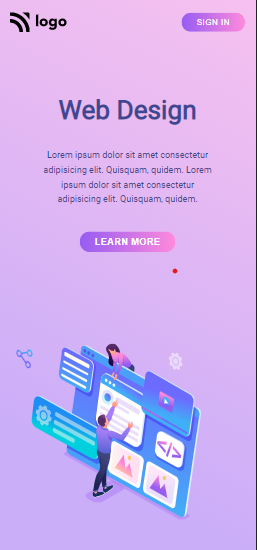 logo
SIGN IN
Web Design
Lorem ipsum dolor sit amet consectetur
adipisicing elit. Quisquam, quidem. Lorem
ipsum dolor sit amet consectetur
adipisicing elit. Quisquam, quidem.
LEARN MORE
</>